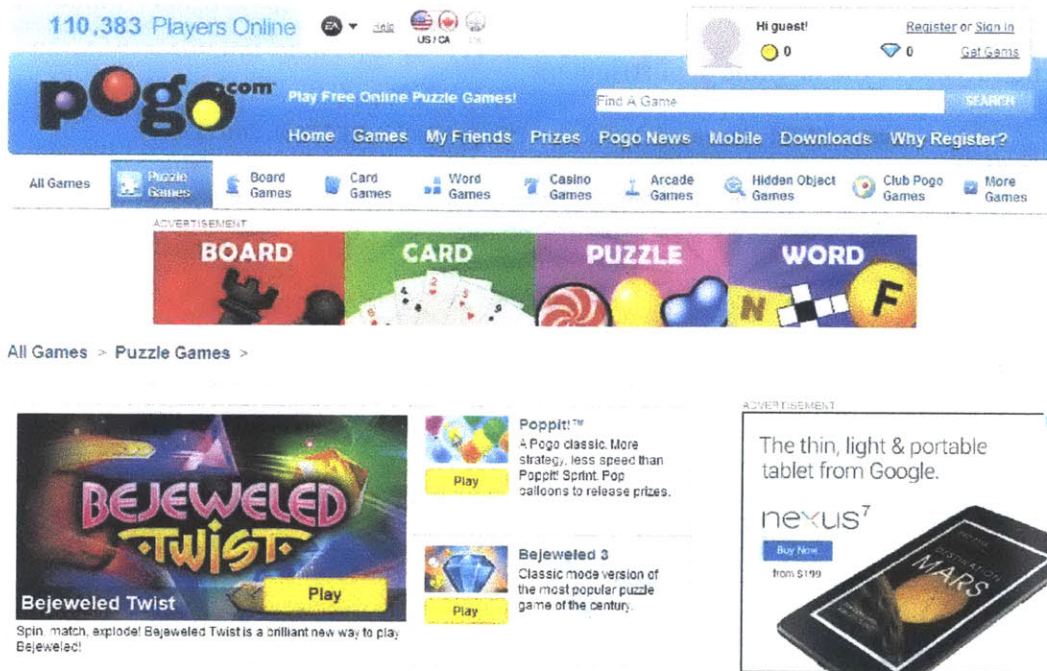 110,383 Players Online
EA
Help
US / CA
UK
Hi guest!
Register or Sign In
0
0
Get Gems
pogo.com
Play Free Online Puzzle Games!
Find A Game
SEARCH
Home Games My Friends Prizes Pogo News Mobile Downloads Why Register?
All Games
Puzzle
Games
Board
Games
Card
Games
Word
Games
Casino
Games
Arcade
Games
Hidden Object
Games
Club Pogo
Games
More
Games
ADVERTISEMENT
BOARD CARD PUZZLE WORD
N F
All Games > Puzzle Games >
BEJEWELED
TWIST
Play
Bejeweled Twist
Spin, match, explode! Bejeweled Twist is a brilliant new way to play
Bejeweled!
Poppit!™
A Pogo classic. More
strategy, less speed than
Poppit! Sprint. Pop
balloons to release prizes.
Play
Bejeweled 3
Classic mode version of
the most popular puzzle
game of the century.
Play
ADVERTISEMENT
The thin, light & portable
tablet from Google.
nexus7
Buy Now
from $199
DESTINATION
MARS